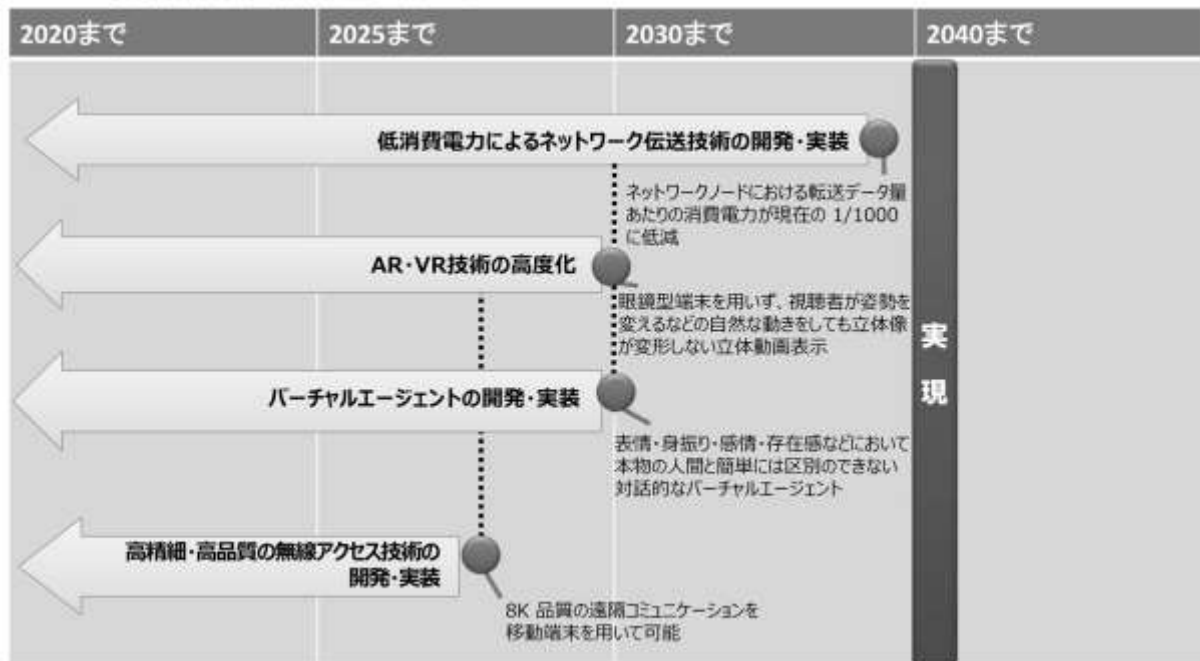 2020まで
2025まで
2030まで
2040まで
低消費電力によるネットワーク伝送技術の開発・実装
ネットワークノードにおける転送データ量
あたりの消費電力が現在の 1/1000
に低減
AR・VR技術の高度化
眼鏡型端末を用いず、視聴者が姿勢を
変えるなどの自然な動きをしても立体像
が変形しない立体動画表示
バーチャルエージェントの開発・実装
表情・身振り・感情・存在感などにおいて
本物の人間と簡単には区別のできない
対話的なバーチャルエージェント
高精細・高品質の無線アクセス技術の
開発・実装
8K 品質の遠隔コミュニケーションを
移動端末を用いて可能
実
現